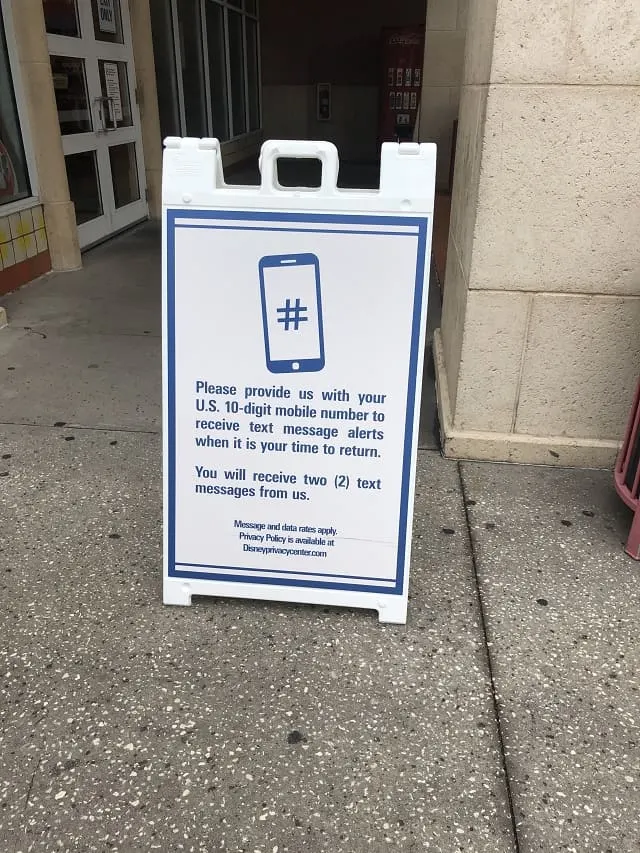 ONLY
#
Please provide us with your
U.S. 10-digit mobile number to
receive text message alerts
when it is your time to return.
You will receive two (2) text
messages from us.
Message and data rates apply.
Privacy Policy is available at
Disneyprivacycenter.com